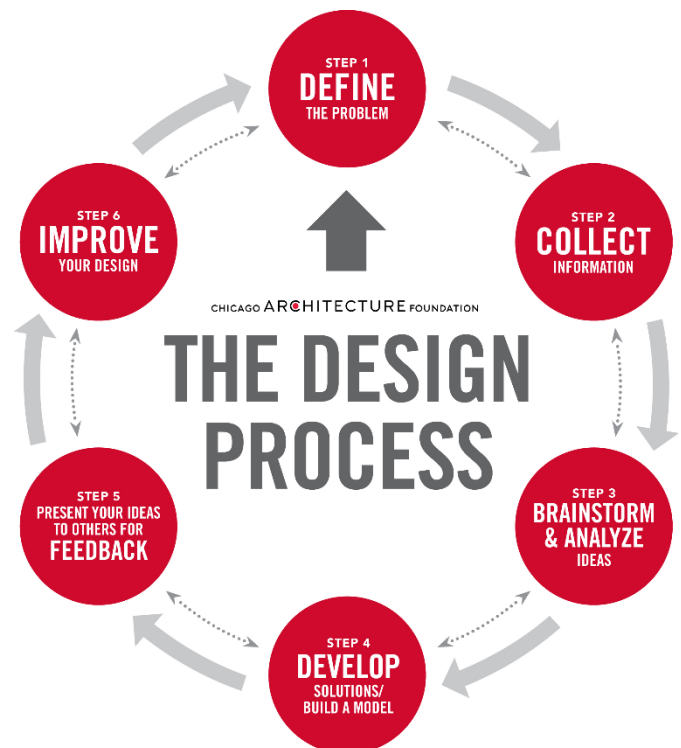 STEP 1
DEFINE
THE PROBLEM
STEP 2
COLLECT
INFORMATION
STEP 3
BRAINSTORM
& ANALYZE
IDEAS
STEP 4
DEVELOP
SOLUTIONS/
BUILD A MODEL
STEP 5
PRESENT YOUR IDEAS
TO OTHERS FOR
FEEDBACK
STEP 6
IMPROVE
YOUR DESIGN
CHICAGO ARCHITECTURE FOUNDATION
THE DESIGN
PROCESS